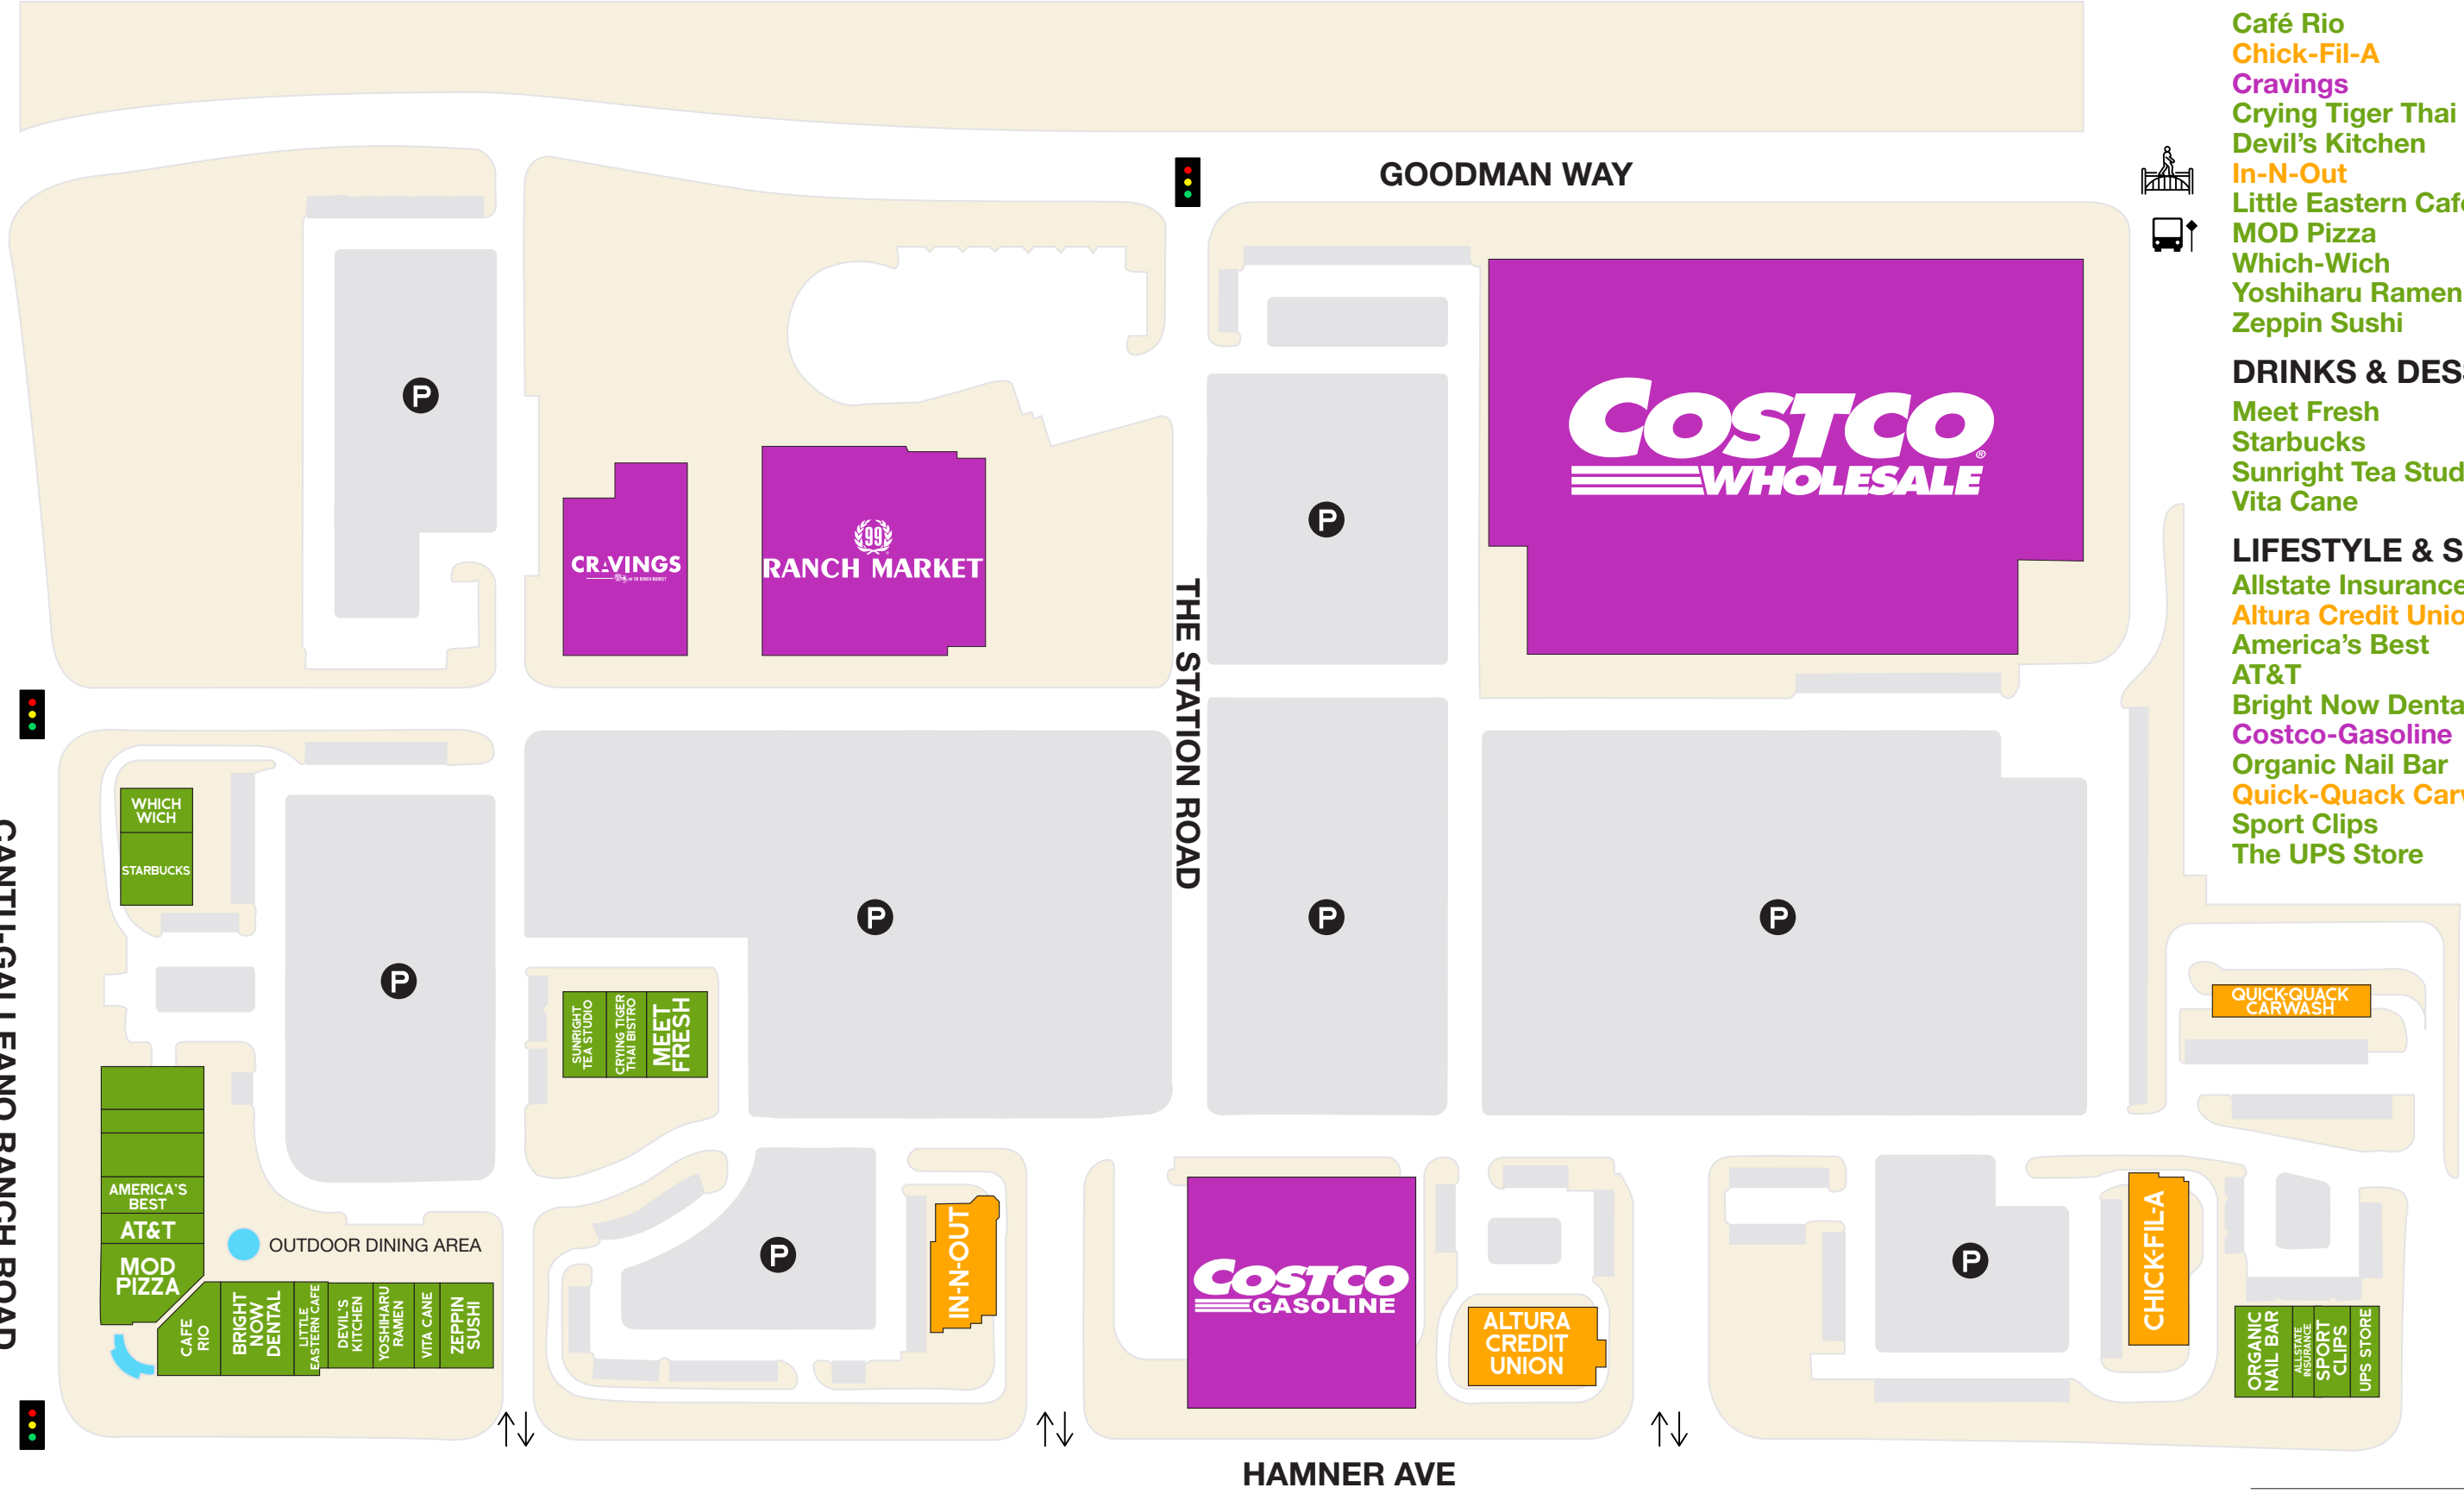 GOODMAN WAY
THE STATION ROAD
HAMNER AVE
CANTU-GALLEANO RANCH ROAD
P
P
P
P
P
P
P
P
CRAVINGS
99
RANCH MARKET
COSTCO
WHOLESALE
WHICH
WICH
STARBUCKS
SUNRIGHT
TEA STUDIO
CRYING TIGER
THAI BISTRO
MEET
FRESH
AMERICA'S
BEST
AT&T
MOD
PIZZA
OUTDOOR DINING AREA
CAFE
RIO
BRIGHT
NOW
DENTAL
LITTLE
EASTERN CAFE
DEVIL'S
KITCHEN
YOSHIHARU
RAMEN
VITA CANE
ZEPPIN
SUSHI
IN-N-OUT
COSTCO
GASOLINE
ALTURA
CREDIT
UNION
CHICK-FIL-A
QUICK-QUACK
CARWASH
ORGANIC
NAIL BAR
ALLSTATE
INSURANCE
SPORT
CLIPS
UPS STORE
Café Rio
Chick-Fil-A
Cravings
Crying Tiger Thai
Devil's Kitchen
In-N-Out
Little Eastern Caf
MOD Pizza
Which-Wich
Yoshiharu Ramen
Zeppin Sushi
DRINKS & DES
Meet Fresh
Starbucks
Sunright Tea Stud
Vita Cane
LIFESTYLE & S
Allstate Insurance
Altura Credit Unio
America's Best
AT&T
Bright Now Denta
Costco-Gasoline
Organic Nail Bar
Quick-Quack Car
Sport Clips
The UPS Store